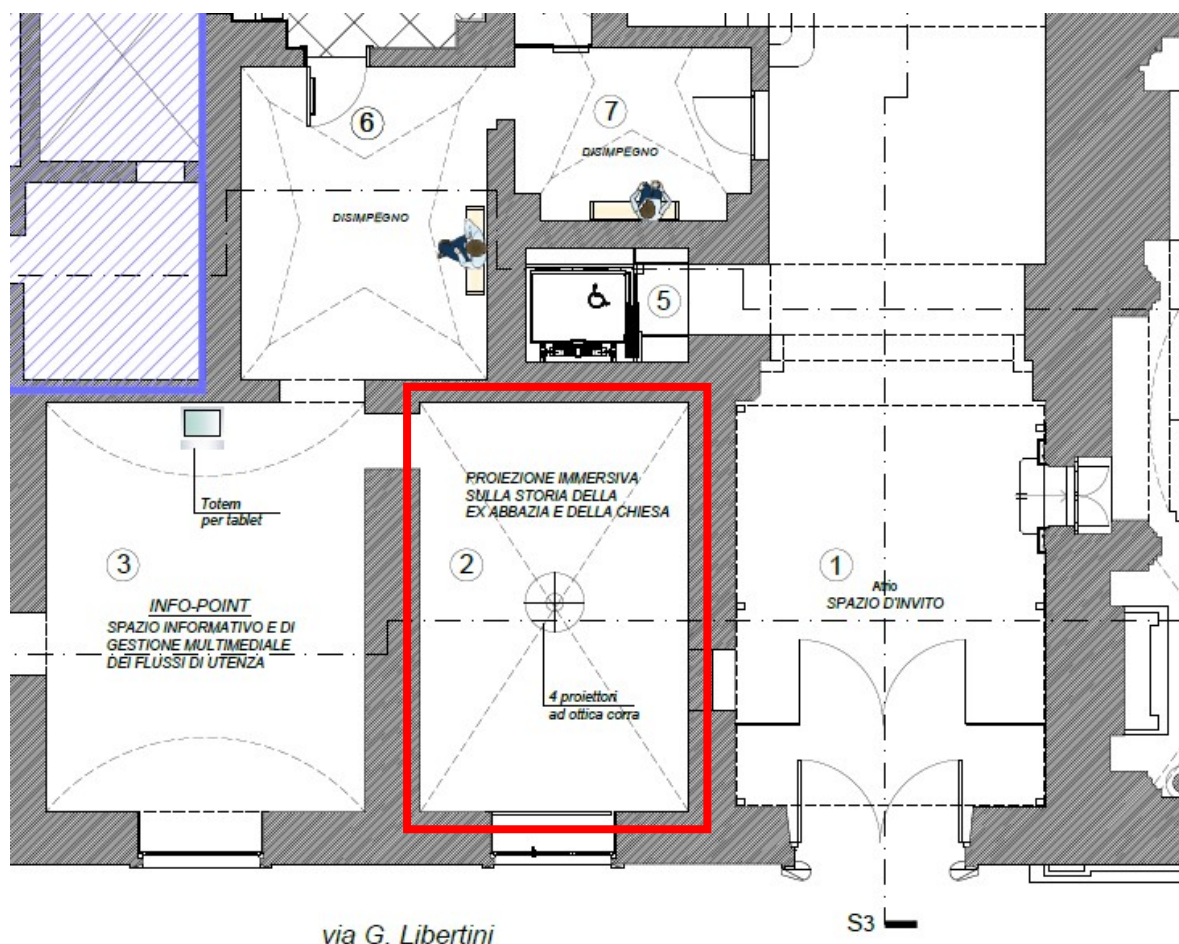 6
7
DISIMPEGNO
DISIMPEGNO
5
Totem
per tablet
PROIEZIONE IMMERSIVA
SULLA STORIA DELLA
EX ABBAZIA E DELLA CHIESA
3
2
1
Atrio
SPAZIO D'INVITO
INFO-POINT
SPAZIO INFORMATIVO E DI
GESTIONE MULTIMEDIALE
DEI FLUSSI DI UTENZA
4 proiettori
ad ottica corra
via G. Libertini
S3